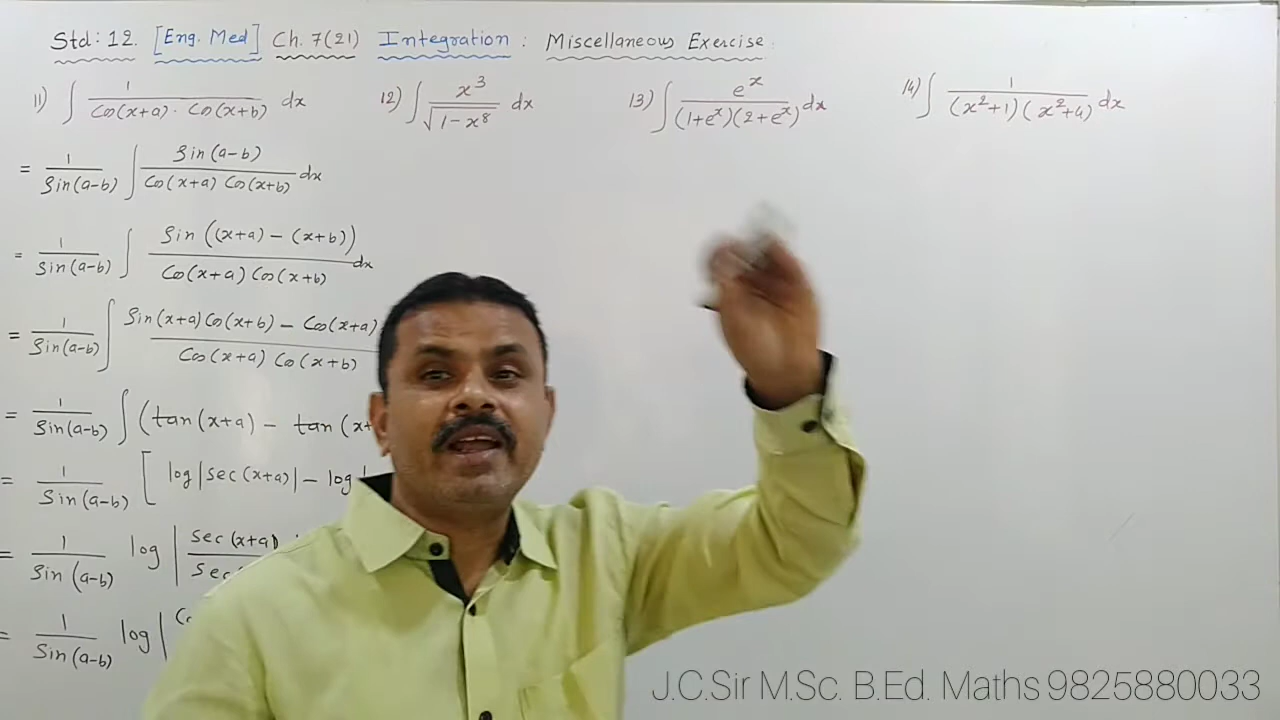 Std: 12. [Eng. Med] Ch. 7(21) Integration : Miscellaneous Exercise.
11) ∫ 1/(Cos(x+a) · Cos(x+b)) dx 12) ∫ x³/√(1-x⁸) dx 13) ∫ eˣ/((1+eˣ)(2+eˣ)) dx 14) ∫ 1/((x²+1)(x²+4)) dx
= 1/Sin(a-b) ∫ Sin(a-b)/(Cos(x+a) Cos(x+b)) dx
= 1/Sin(a-b) ∫ Sin((x+a) - (x+b))/(Cos(x+a) Cos(x+b)) dx
= 1/Sin(a-b) ∫ Sin(x+a) Cos(x+b) - Cos(x+a)/(Cos(x+a) Cos(x+b))
= 1/Sin(a-b) ∫ (tan(x+a) - tan(x+
= 1/Sin(a-b) [ log|Sec(x+a)| - log
= 1/Sin(a-b) log | Sec(x+a)/Sec
= 1/Sin(a-b) log |
J.C.Sir M.Sc. B.Ed. Maths 9825880033